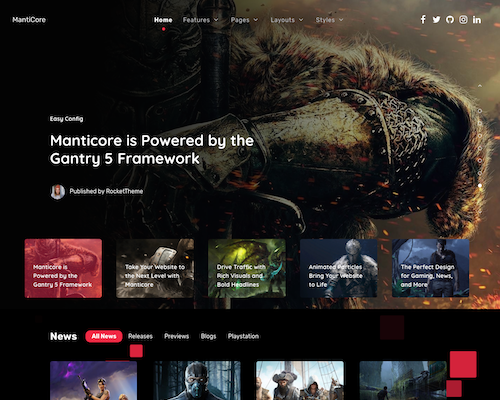 MantiCore
Home Features Pages Layouts Styles
Easy Config
Manticore is Powered by the
Gantry 5 Framework
Published by RocketTheme
Manticore is
Powered by the
Gantry 5 Framework
Take Your Website to
the Next Level with
Manticore
Drive Traffic with
Rich Visuals and
Bold Headlines
Animated Particles
Bring Your Website
to Life
The Perfect Design
for Gaming, News,
and More
News All News Releases Previews Blogs Playstation